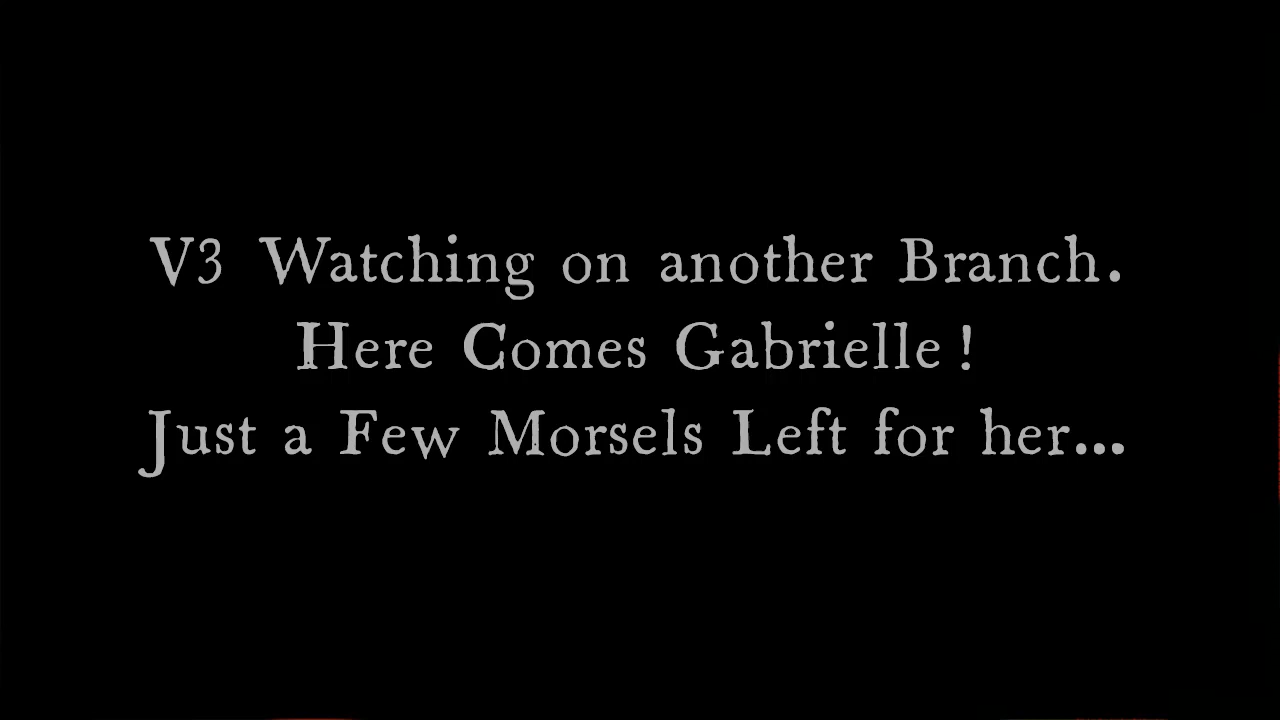 V3 Watching on another Branch.
Here Comes Gabrielle!
Just a Few Morsels Left for her...